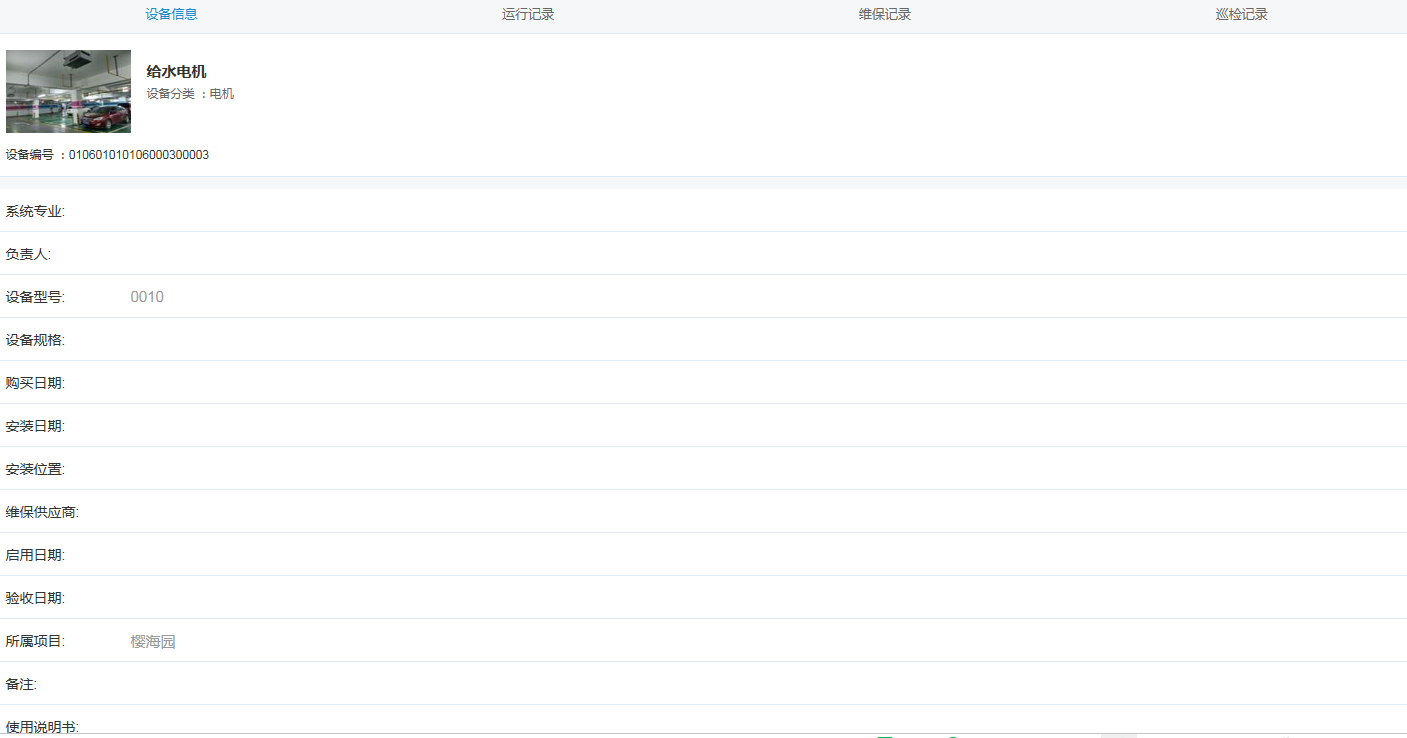 设备信息 运行记录 维保记录 巡检记录
给水电机
设备分类 ：电机
设备编号 ：010601010106000300003
系统专业:
负责人:
设备型号: 0010
设备规格:
购买日期:
安装日期:
安装位置:
维保供应商:
启用日期:
验收日期:
所属项目: 樱海园
备注:
使用说明书: